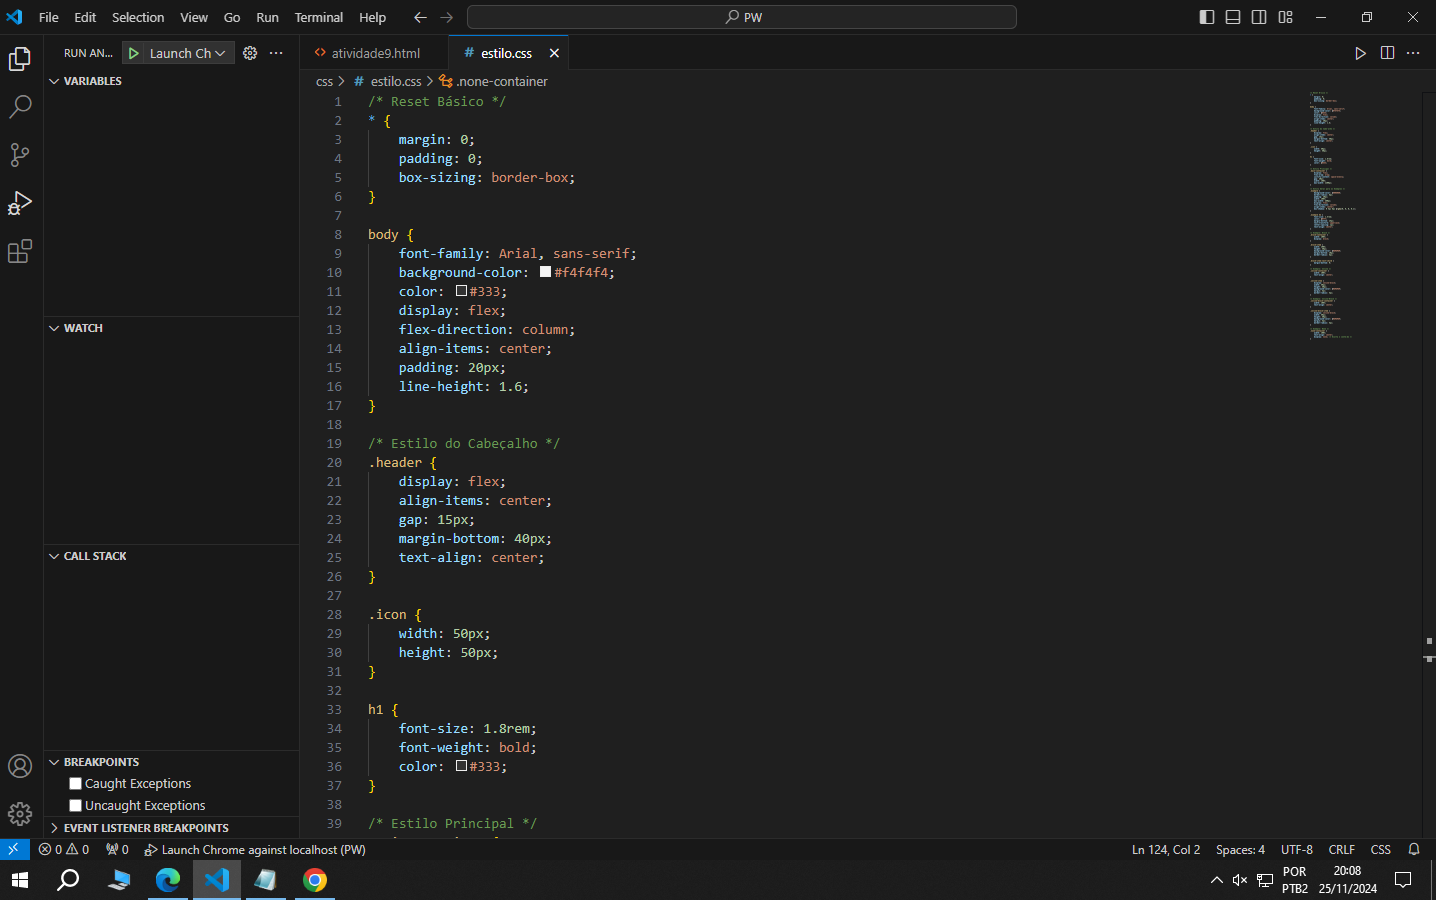 File Edit Selection View Go Run Terminal Help PW
RUN AN... Launch Ch
VARIABLES
WATCH
CALL STACK
BREAKPOINTS
Caught Exceptions
Uncaught Exceptions
EVENT LISTENER BREAKPOINTS
atividade9.html # estilo.css
css > # estilo.css > .none-container
1 /* Reset Básico */
2 * {
3 margin: 0;
4 padding: 0;
5 box-sizing: border-box;
6 }
7
8 body {
9 font-family: Arial, sans-serif;
10 background-color: #f4f4f4;
11 color: #333;
12 display: flex;
13 flex-direction: column;
14 align-items: center;
15 padding: 20px;
16 line-height: 1.6;
17 }
18
19 /* Estilo do Cabeçalho */
20 .header {
21 display: flex;
22 align-items: center;
23 gap: 15px;
24 margin-bottom: 40px;
25 text-align: center;
26 }
27
28 .icon {
29 width: 50px;
30 height: 50px;
31 }
32
33 h1 {
34 font-size: 1.8rem;
35 font-weight: bold;
36 color: #333;
37 }
38
39 /* Estilo Principal */
0 0 0 Launch Chrome against localhost (PW) Ln 124, Col 2 Spaces: 4 UTF-8 CRLF CSS
POR 20:08
PTB2 25/11/2024